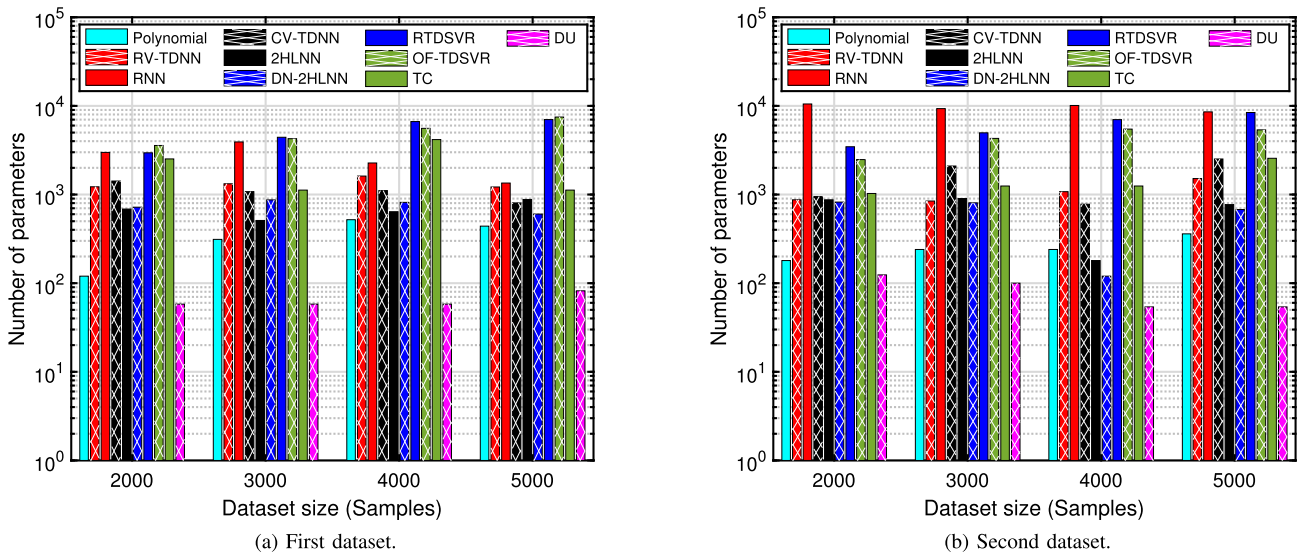 10^5
10^4
10^3
10^2
10^1
10^0
Number of parameters
Polynomial
RV-TDNN
RNN
CV-TDNN
2HLNN
DN-2HLNN
RTDSVR
OF-TDSVR
TC
DU
2000 3000 4000 5000
Dataset size (Samples)
(a) First dataset.
10^5
10^4
10^3
10^2
10^1
10^0
Number of parameters
Polynomial
RV-TDNN
RNN
CV-TDNN
2HLNN
DN-2HLNN
RTDSVR
OF-TDSVR
TC
DU
2000 3000 4000 5000
Dataset size (Samples)
(b) Second dataset.